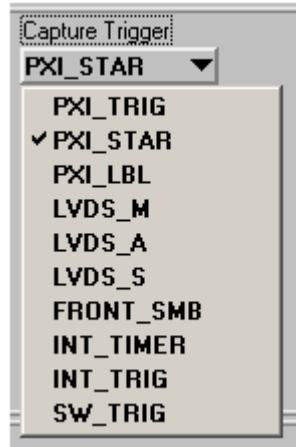 Capture Trigger
PXI_STAR
PXI_TRIG
PXI_STAR
PXI_LBL
LVDS_M
LVDS_A
LVDS_S
FRONT_SMB
INT_TIMER
INT_TRIG
SW_TRIG